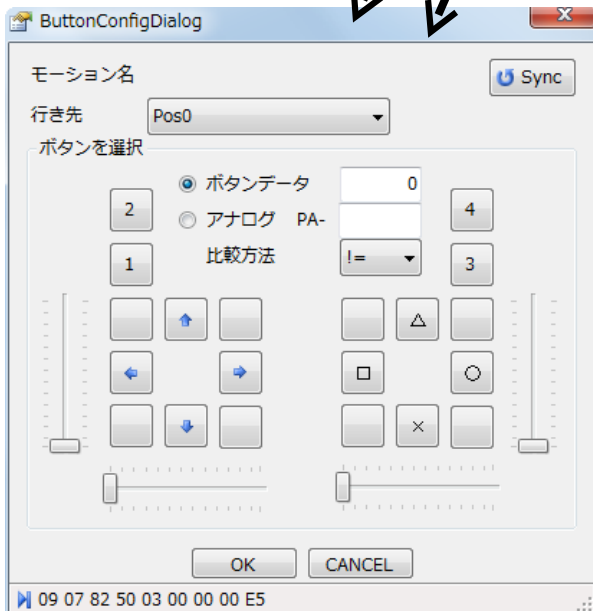 ButtonConfigDialog
モーション名
Sync
行き先 Pos0
ボタンを選択
ボタンデータ 0
2 アナログ PA- 4
1 比較方法 != 3
△
□ ○
×
OK CANCEL
09 07 82 50 03 00 00 00 E5